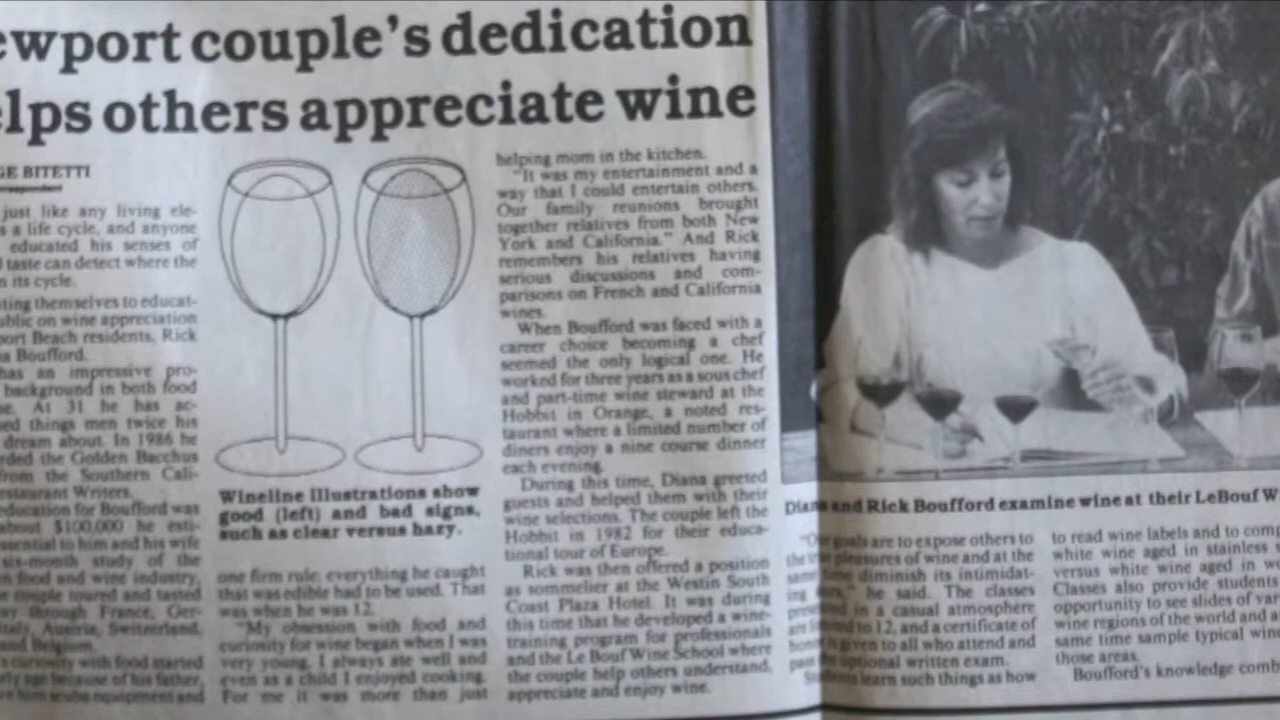 ewport couple's dedication
elps others appreciate wine
GE BITETTI
just like any living ele-
s a life cycle, and anyone
educated his senses of
taste can detect where the
n its cycle.
ting themselves to educat-
ublic on wine appreciation
port Beach residents, Rick
a Boufford.
has an impressive pro-
background in both food
ne. At 31 he has ac-
ed things men twice his
dream about. In 1986 he
rded the Golden Bacchus
from the Southern Cali-
estaurant Writers.
education for Boufford was
about $100,000 he esti-
ssential to him and his wife
six-month study of the
n food and wine industry,
couple toured and tasted
way through France, Ger-
Italy, Austria, Switzerland,
and Belgium.
curiosity with food started
rly age because of his father,
ve him scuba equipment and
Wineline illustrations show
good (left) and bad signs,
such as clear versus hazy.
one firm rule: everything he caught
that was edible had to be used. That
was when he was 12.
"My obsession with food and
curiosity for wine began when I was
very young. I always ate well and
even as a child I enjoyed cooking.
For me it was more than just
helping mom in the kitchen.
"It was my entertainment and a
way that I could entertain others.
Our family reunions brought
together relatives from both New
York and California." And Rick
remembers his relatives having
serious discussions and com-
parisons on French and California
wines.
When Boufford was faced with a
career choice becoming a chef
seemed the only logical one. He
worked for three years as a sous chef
and part-time wine steward at the
Hobbit in Orange, a noted res-
taurant where a limited number of
diners enjoy a nine course dinner
each evening.
During this time, Diana greeted
guests and helped them with their
wine selections. The couple left the
Hobbit in 1982 for their educa-
tional tour of Europe.
Rick was then offered a position
as sommelier at the Westin South
Coast Plaza Hotel. It was during
this time that he developed a wine-
training program for professionals
and the Le Bouf Wine School where
the couple help others understand,
appreciate and enjoy wine.
Diana and Rick Boufford examine wine at their LeBouf W
"Our goals are to expose others to
the pleasures of wine and at the
same time diminish its intimidat-
ing he said. The classes
in a casual atmosphere
to 12, and a certificate of
is given to all who attend and
pass optional written exam.
Students learn such things as how
to read wine labels and to comp
white wine aged in stainless
versus white wine aged in wo
Classes also provide students
opportunity to see slides of var
wine regions of the world and a
same time sample typical wine
those areas.
Boufford's knowledge comb